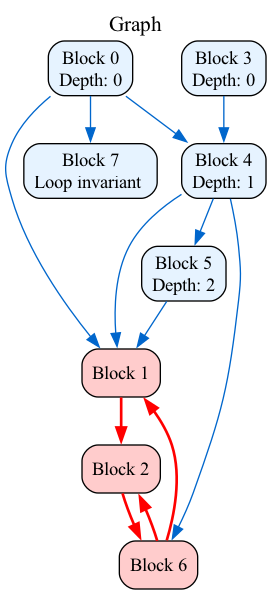 Graph
Block 0
Depth: 0
Block 3
Depth: 0
Block 7
Loop invariant
Block 4
Depth: 1
Block 5
Depth: 2
Block 1
Block 2
Block 6